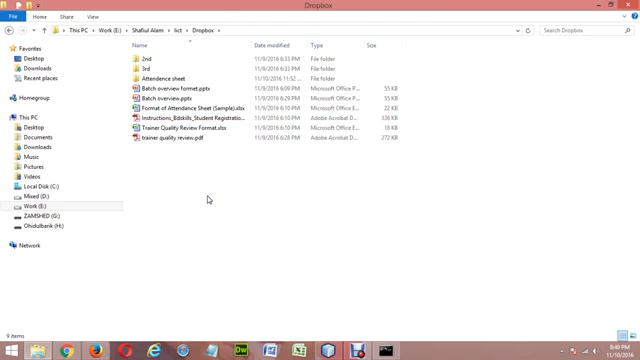 Dropbox
File Home Share View
This PC Work (E:) Shafiul Alam lict Dropbox
Search Dropbox
Name Date modified Type Size
Favorites
Desktop
Downloads
Recent places
Homegroup
This PC
Desktop
Documents
Downloads
Music
Pictures
Videos
Local Disk (C:)
Mixed (D:)
Work (E:)
ZAMSHED (G:)
Ohidulbank (H:)
Network
2nd 11/9/2016 6:33 PM File folder
3rd 11/9/2016 6:33 PM File folder
Attendence sheet 11/10/2016 11:52 ... File folder
Batch overview format.pptx 11/9/2016 6:09 PM Microsoft Office P... 55 KB
Batch overview.pptx 11/9/2016 6:29 PM Microsoft Office P... 55 KB
Format of Attendance Sheet (Sample).xlsx 11/9/2016 6:10 PM Microsoft Office E... 22 KB
Instructions_Bdskills_Student Registratio... 11/9/2016 6:10 PM Adobe Acrobat D... 338 KB
Trainer Quality Review Format.xlsx 11/9/2016 6:10 PM Microsoft Office E... 18 KB
trainer quality review.pdf 11/9/2016 6:28 PM Adobe Acrobat D... 272 KB
9 items
8:40 PM
11/10/2016